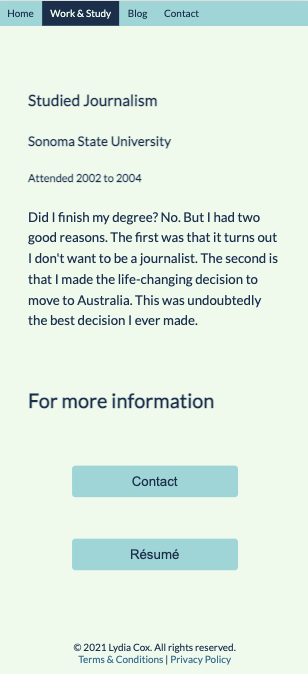 Home Work & Study Blog Contact
Studied Journalism
Sonoma State University
Attended 2002 to 2004
Did I finish my degree? No. But I had two
good reasons. The first was that it turns out
I don't want to be a journalist. The second is
that I made the life-changing decision to
move to Australia. This was undoubtedly
the best decision I ever made.
For more information
Contact
Résumé
© 2021 Lydia Cox. All rights reserved.
Terms & Conditions | Privacy Policy